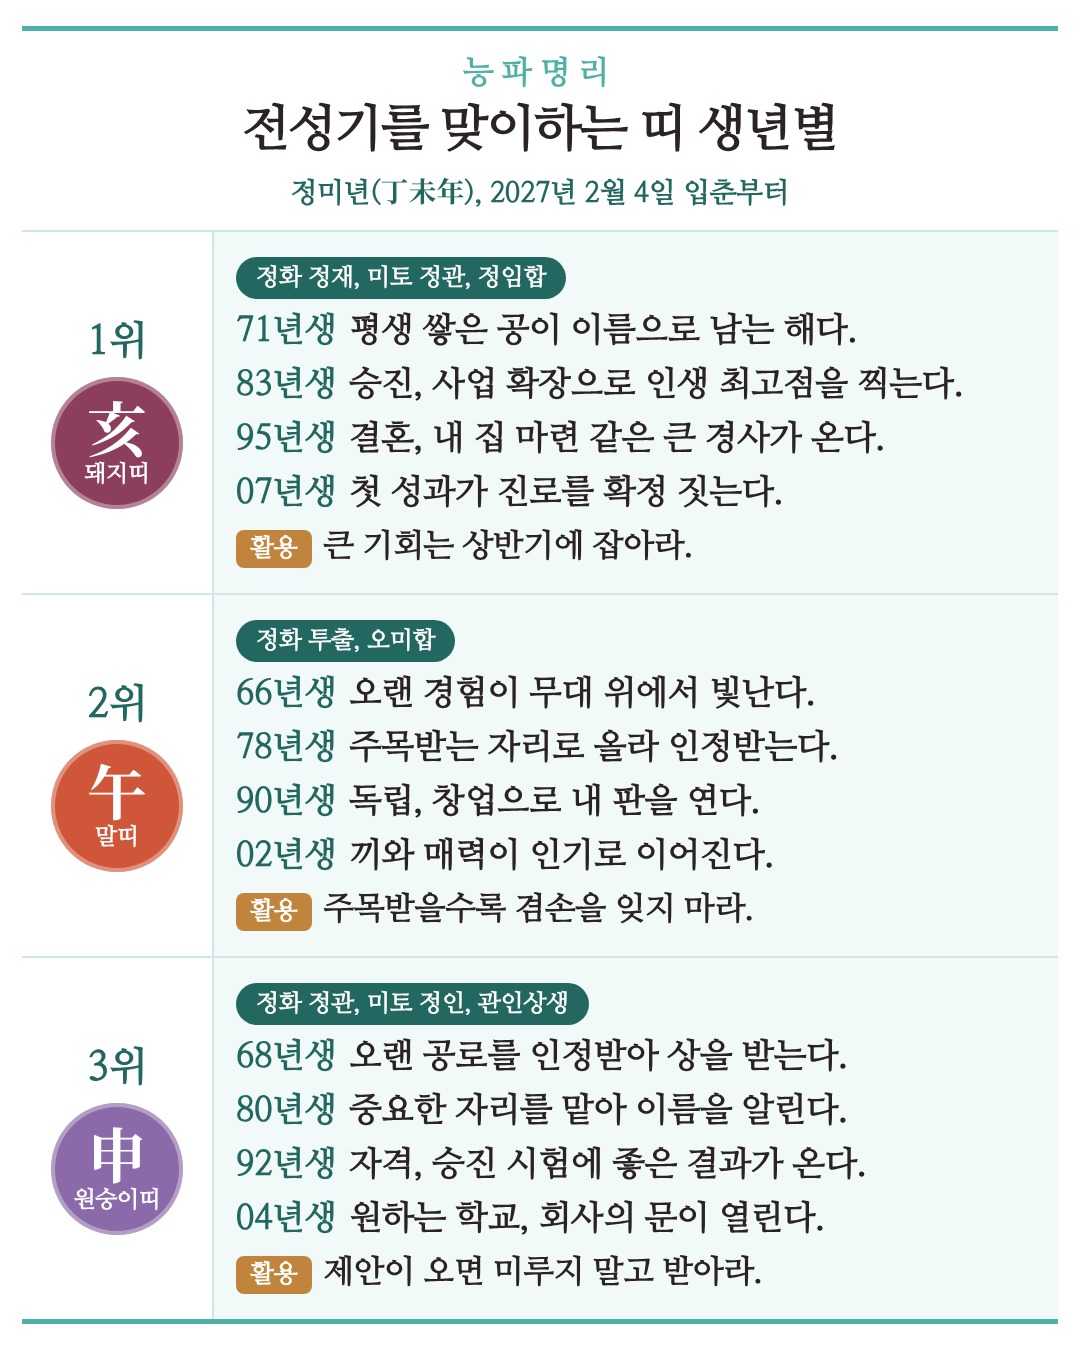 능파명리
전성기를 맞이하는 띠 생년별
정미년(丁未年), 2027년 2월 4일 입춘부터
1위
亥
돼지띠
정화 정재, 미토 정관, 정임합
71년생 평생 쌓은 공이 이름으로 남는 해다.
83년생 승진, 사업 확장으로 인생 최고점을 찍는다.
95년생 결혼, 내 집 마련 같은 큰 경사가 온다.
07년생 첫 성과가 진로를 확정 짓는다.
활용 큰 기회는 상반기에 잡아라.
2위
午
말띠
정화 투출, 오미합
66년생 오랜 경험이 무대 위에서 빛난다.
78년생 주목받는 자리로 올라 인정받는다.
90년생 독립, 창업으로 내 판을 연다.
02년생 끼와 매력이 인기로 이어진다.
활용 주목받을수록 겸손을 잊지 마라.
3위
申
원숭이띠
정화 정관, 미토 정인, 관인상생
68년생 오랜 공로를 인정받아 상을 받는다.
80년생 중요한 자리를 맡아 이름을 알린다.
92년생 자격, 승진 시험에 좋은 결과가 온다.
04년생 원하는 학교, 회사의 문이 열린다.
활용 제안이 오면 미루지 말고 받아라.